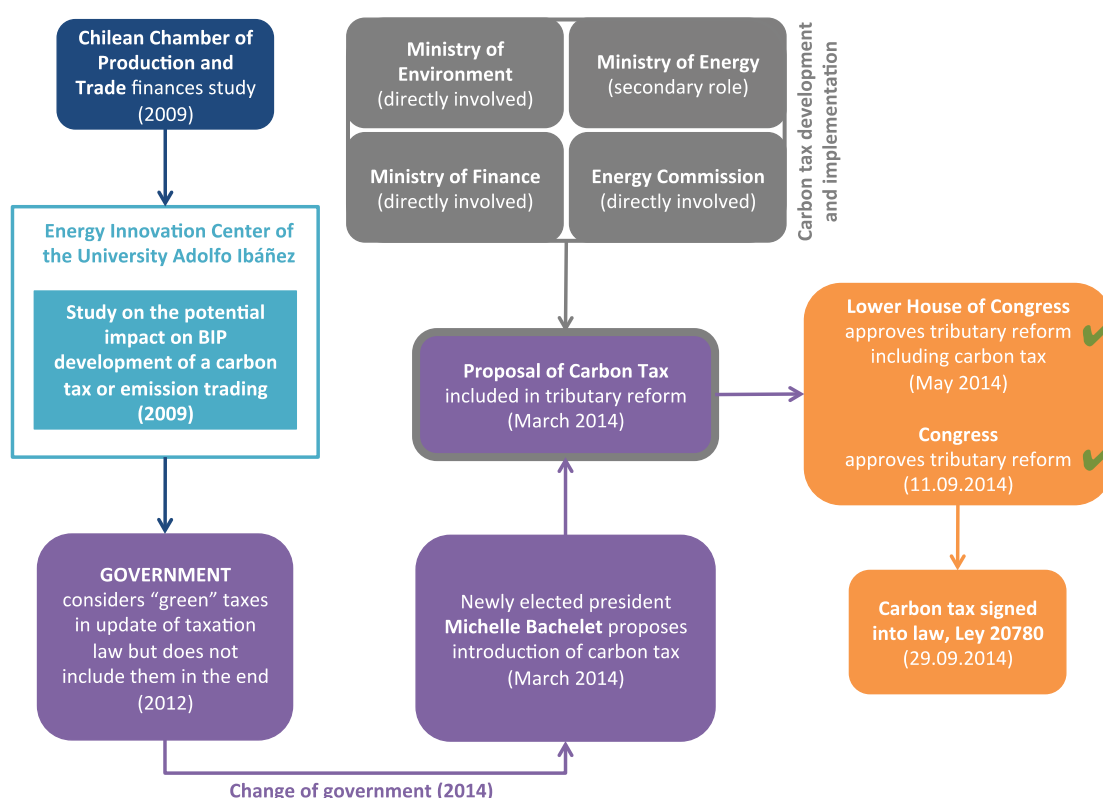 Chilean Chamber of
Production and
Trade finances study
(2009)
Energy Innovation Center of
the University Adolfo Ibáñez
Study on the potential
impact on BIP
development of a carbon
tax or emission trading
(2009)
GOVERNMENT
considers “green” taxes
in update of taxation
law but does not
include them in the end
(2012)
Change of government (2014)
Ministry of
Environment
(directly involved)
Ministry of Energy
(secondary role)
Ministry of Finance
(directly involved)
Energy Commission
(directly involved)
Carbon tax development
and implementation
Proposal of Carbon Tax
included in tributary reform
(March 2014)
Newly elected president
Michelle Bachelet proposes
introduction of carbon tax
(March 2014)
Lower House of Congress
approves tributary reform
including carbon tax
(May 2014)
Congress
approves tributary reform
(11.09.2014)
Carbon tax signed
into law, Ley 20780
(29.09.2014)